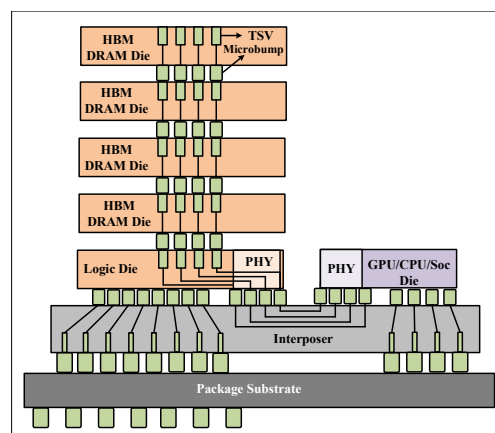 HBM
DRAM Die
TSV
Microbump
HBM
DRAM Die
HBM
DRAM Die
HBM
DRAM Die
Logic Die
PHY
PHY
GPU/CPU/Soc
Die
Interposer
Package Substrate